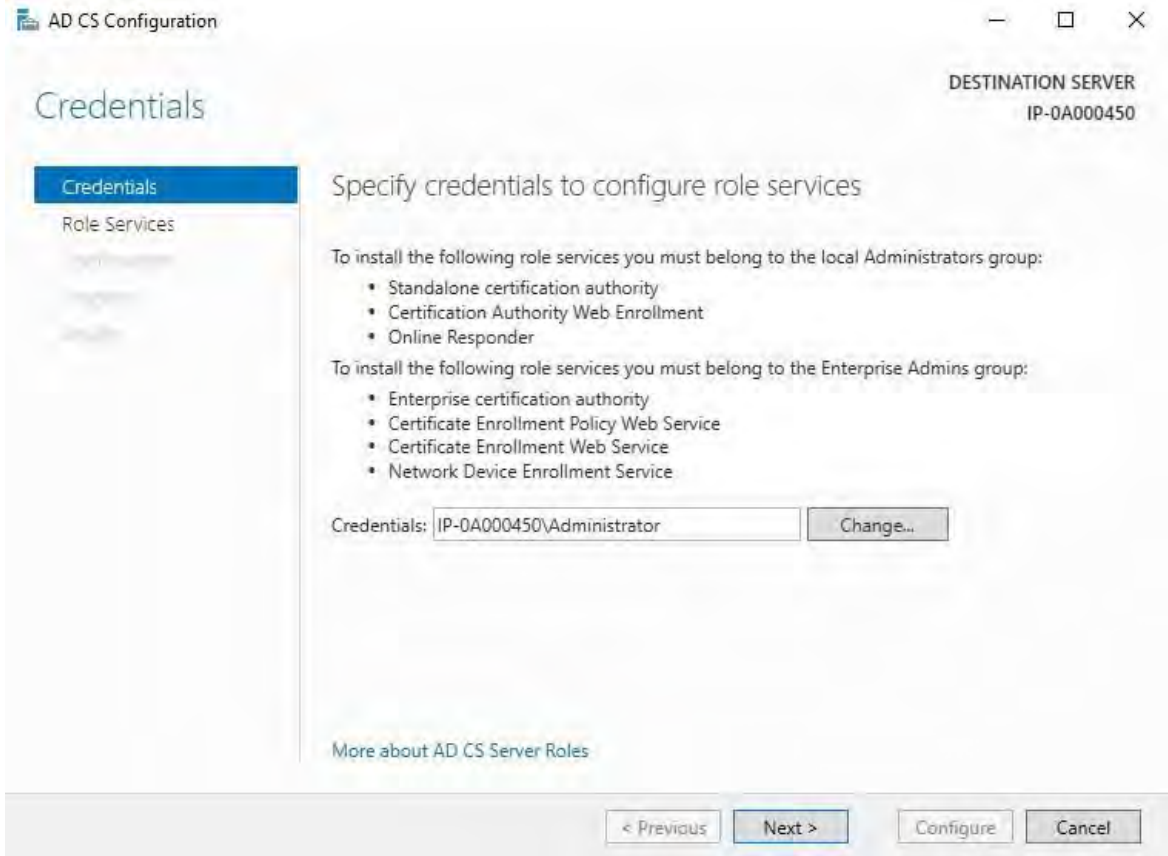 AD CS Configuration
DESTINATION SERVER
IP-0A000450
Credentials
Credentials
Role Services
Specify credentials to configure role services
To install the following role services you must belong to the local Administrators group:
• Standalone certification authority
• Certification Authority Web Enrollment
• Online Responder
To install the following role services you must belong to the Enterprise Admins group:
• Enterprise certification authority
• Certificate Enrollment Policy Web Service
• Certificate Enrollment Web Service
• Network Device Enrollment Service
Credentials: IP-0A000450\Administrator Change...
More about AD CS Server Roles
< Previous Next > Configure Cancel